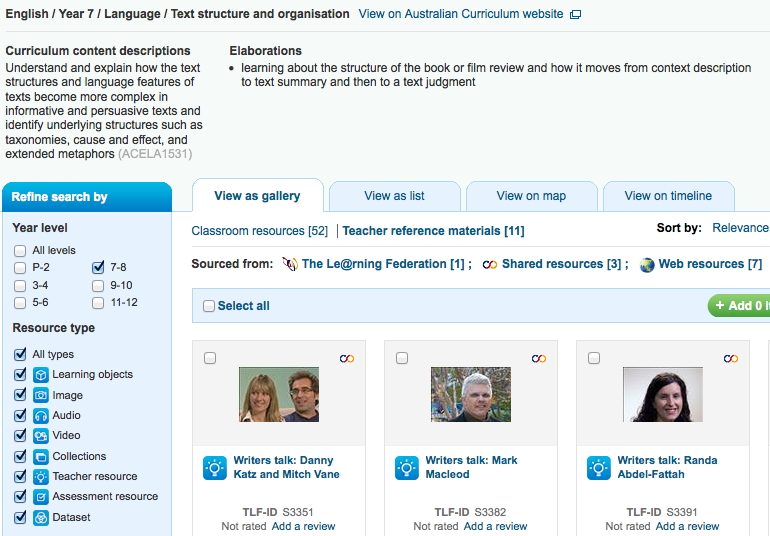 English / Year 7 / Language / Text structure and organisation View on Australian Curriculum website
Curriculum content descriptions
Understand and explain how the text
structures and language features of
texts become more complex in
informative and persuasive texts and
identify underlying structures such as
taxonomies, cause and effect, and
extended metaphors (ACELA1531)
Elaborations
• learning about the structure of the book or film review and how it moves from context description
to text summary and then to a text judgment
Refine search by
Year level
All levels
P-2 7-8
3-4 9-10
5-6 11-12
Resource type
All types
Learning objects
Image
Audio
Video
Collections
Teacher resource
Assessment resource
Dataset
View as gallery View as list View on map View on timeline
Classroom resources [52] | Teacher reference materials [11] Sort by: Relevance
Sourced from: The Le@rning Federation [1] ; Shared resources [3] ; Web resources [7]
Select all + Add 0
Writers talk: Danny
Katz and Mitch Vane
TLF-ID S3351
Not rated Add a review
Writers talk: Mark
Macleod
TLF-ID S3382
Not rated Add a review
Writers talk: Randa
Abdel-Fattah
TLF-ID S3391
Not rated Add a review